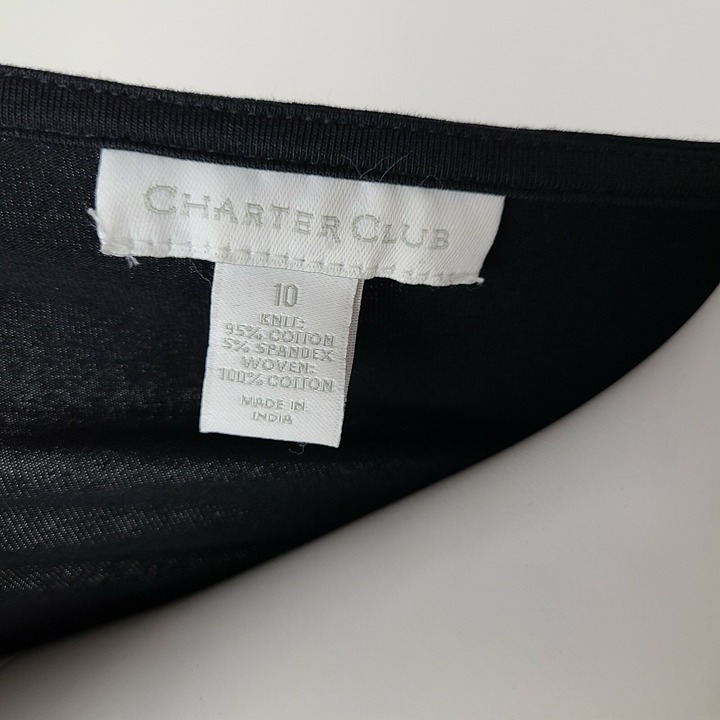 CHARTER CLUB
10
KNIT:
95% COTTON
5% SPANDEX
WOVEN:
100% COTTON
MADE IN
INDIA